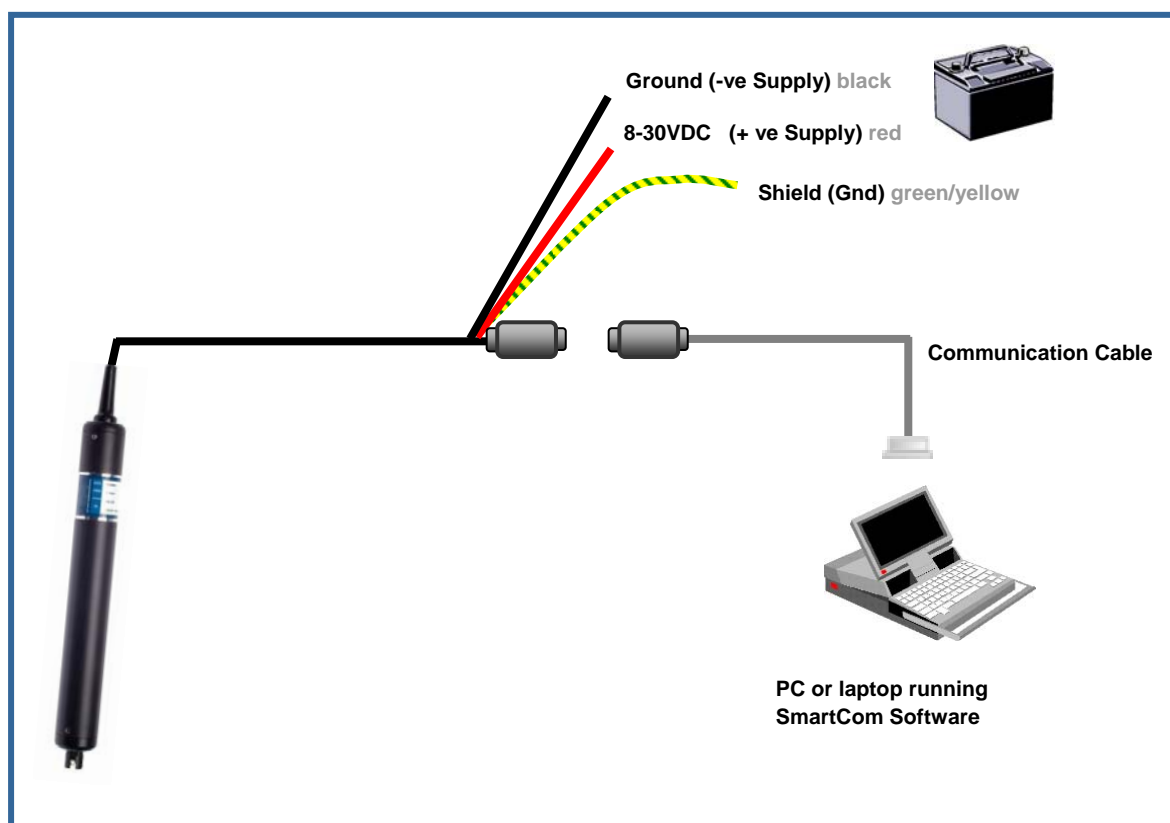 Ground (-ve Supply) black
8-30VDC (+ ve Supply) red
Shield (Gnd) green/yellow
Communication Cable
PC or laptop running
SmartCom Software